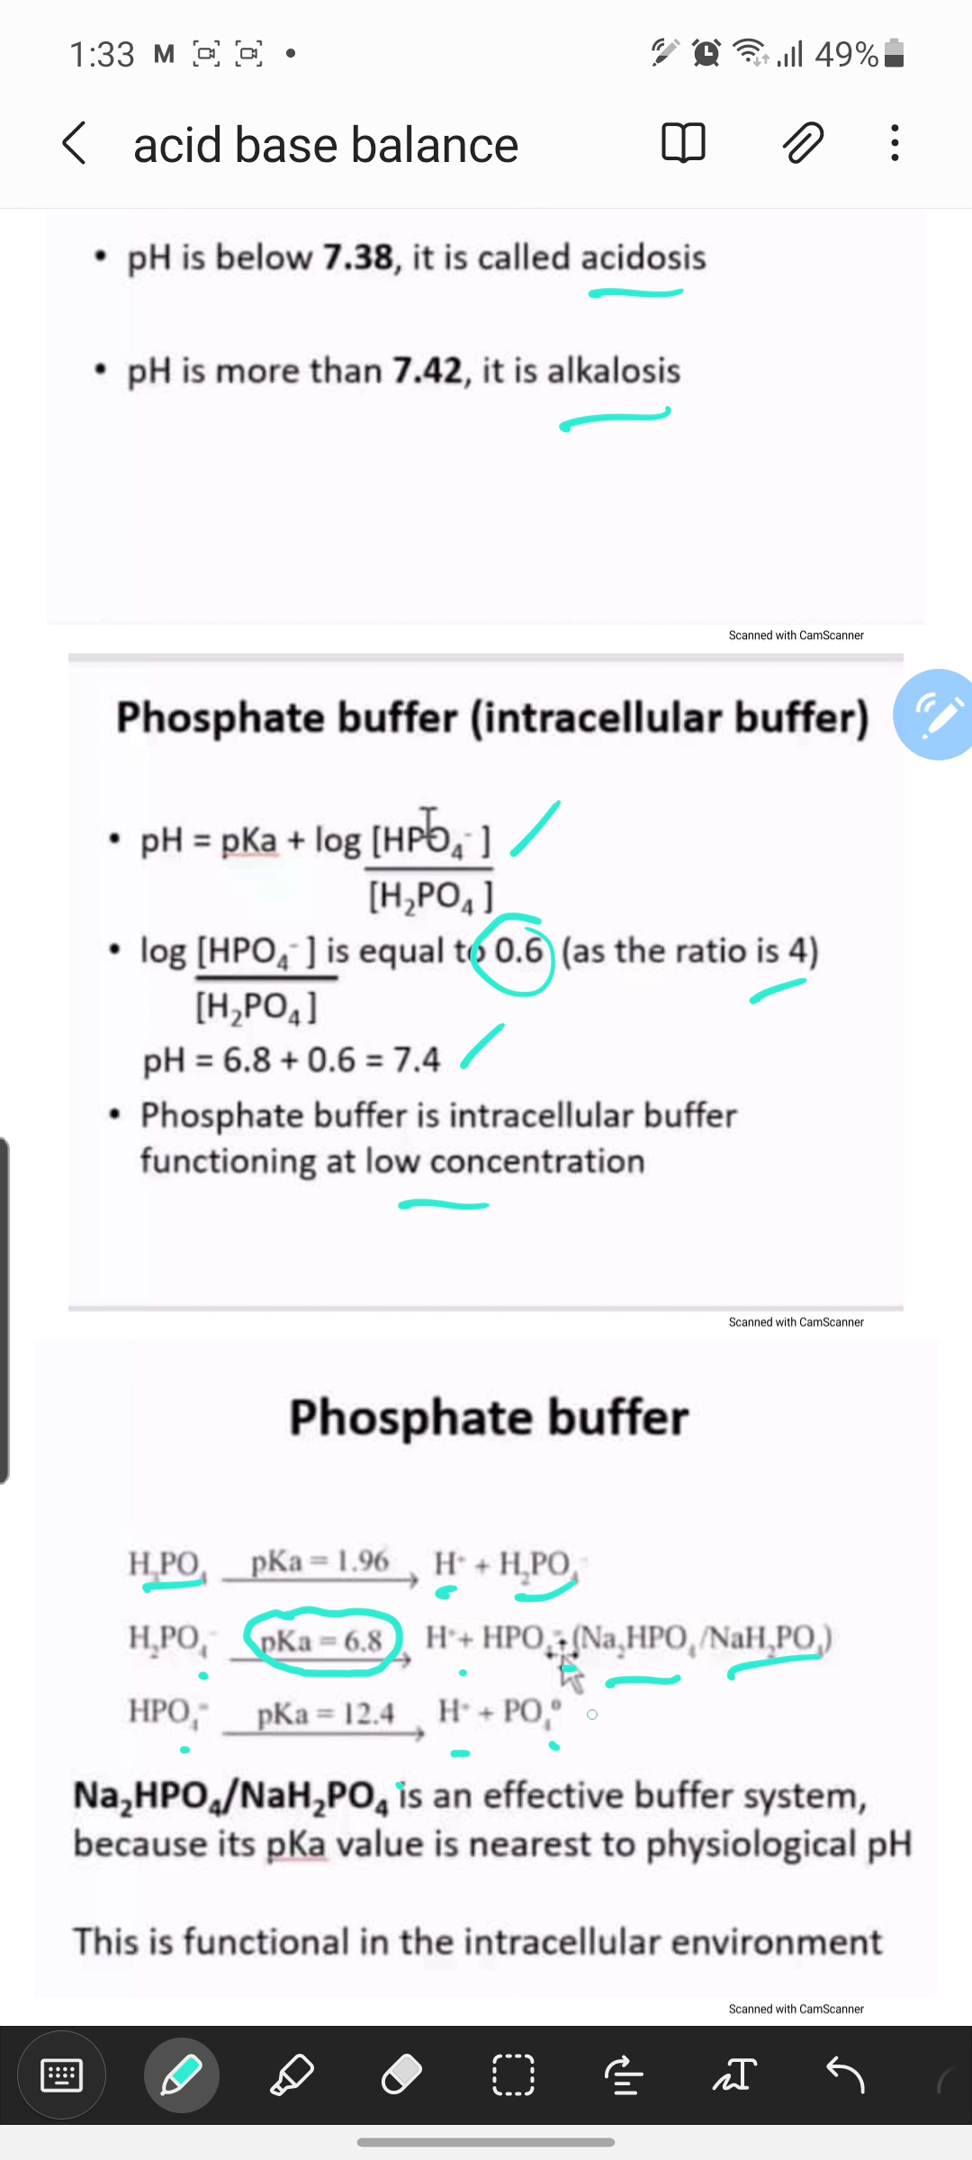 1:33 M 49%
acid base balance
• pH is below 7.38, it is called acidosis
• pH is more than 7.42, it is alkalosis
Scanned with CamScanner
Phosphate buffer (intracellular buffer)
• pH = pKa + log [HPO₄⁻]
[H₂PO₄]
• log [HPO₄⁻] is equal to 0.6 (as the ratio is 4)
[H₂PO₄]
pH = 6.8 + 0.6 = 7.4
• Phosphate buffer is intracellular buffer
functioning at low concentration
Scanned with CamScanner
Phosphate buffer
H₃PO₄ pKa = 1.96 H⁺ + H₂PO₄⁻
H₂PO₄⁻ pKa = 6.8 H⁺ + HPO₄⁻ (Na₂HPO₄/NaH₂PO₄)
HPO₄⁻ pKa = 12.4 H⁺ + PO₄⁰
Na₂HPO₄/NaH₂PO₄ is an effective buffer system,
because its pKa value is nearest to physiological pH
This is functional in the intracellular environment
Scanned with CamScanner